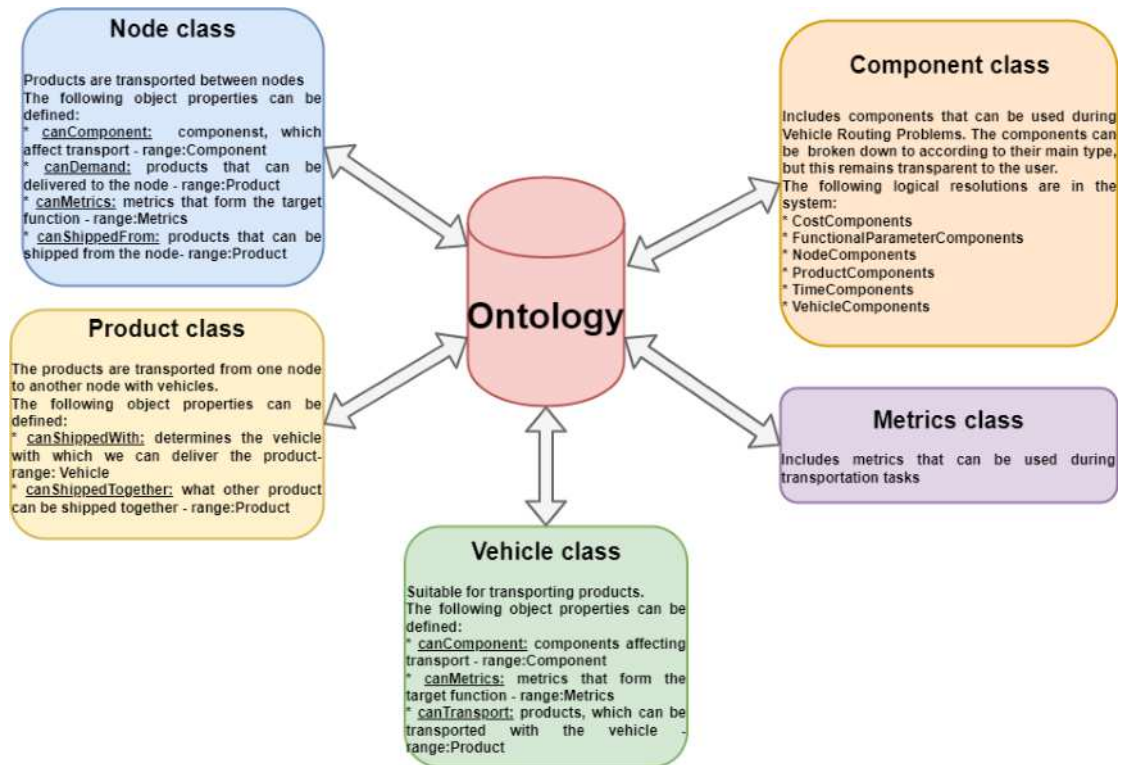 Node class
Products are transported between nodes
The following object properties can be
defined:
* canComponent: componenst, which
affect transport - range:Component
* canDemand: products that can be
delivered to the node - range:Product
* canMetrics: metrics that form the target
function - range:Metrics
* canShippedFrom: products that can be
shipped from the node- range:Product
Product class
The products are transported from one node
to another node with vehicles.
The following object properties can be
defined:
* canShippedWith: determines the vehicle
with which we can deliver the product-
range: Vehicle
* canShippedTogether: what other product
can be shipped together - range:Product
Ontology
Vehicle class
Suitable for transporting products.
The following object properties can be
defined:
* canComponent: components affecting
transport - range:Component
* canMetrics: metrics that form the
target function - range:Metrics
* canTransport: products, which can be
transported with the vehicle -
range:Product
Component class
Includes components that can be used during
Vehicle Routing Problems. The components can
be broken down to according to their main type,
but this remains transparent to the user.
The following logical resolutions are in the
system:
* CostComponents
* FunctionalParameterComponents
* NodeComponents
* ProductComponents
* TimeComponents
* VehicleComponents
Metrics class
Includes metrics that can be used during
transportation tasks